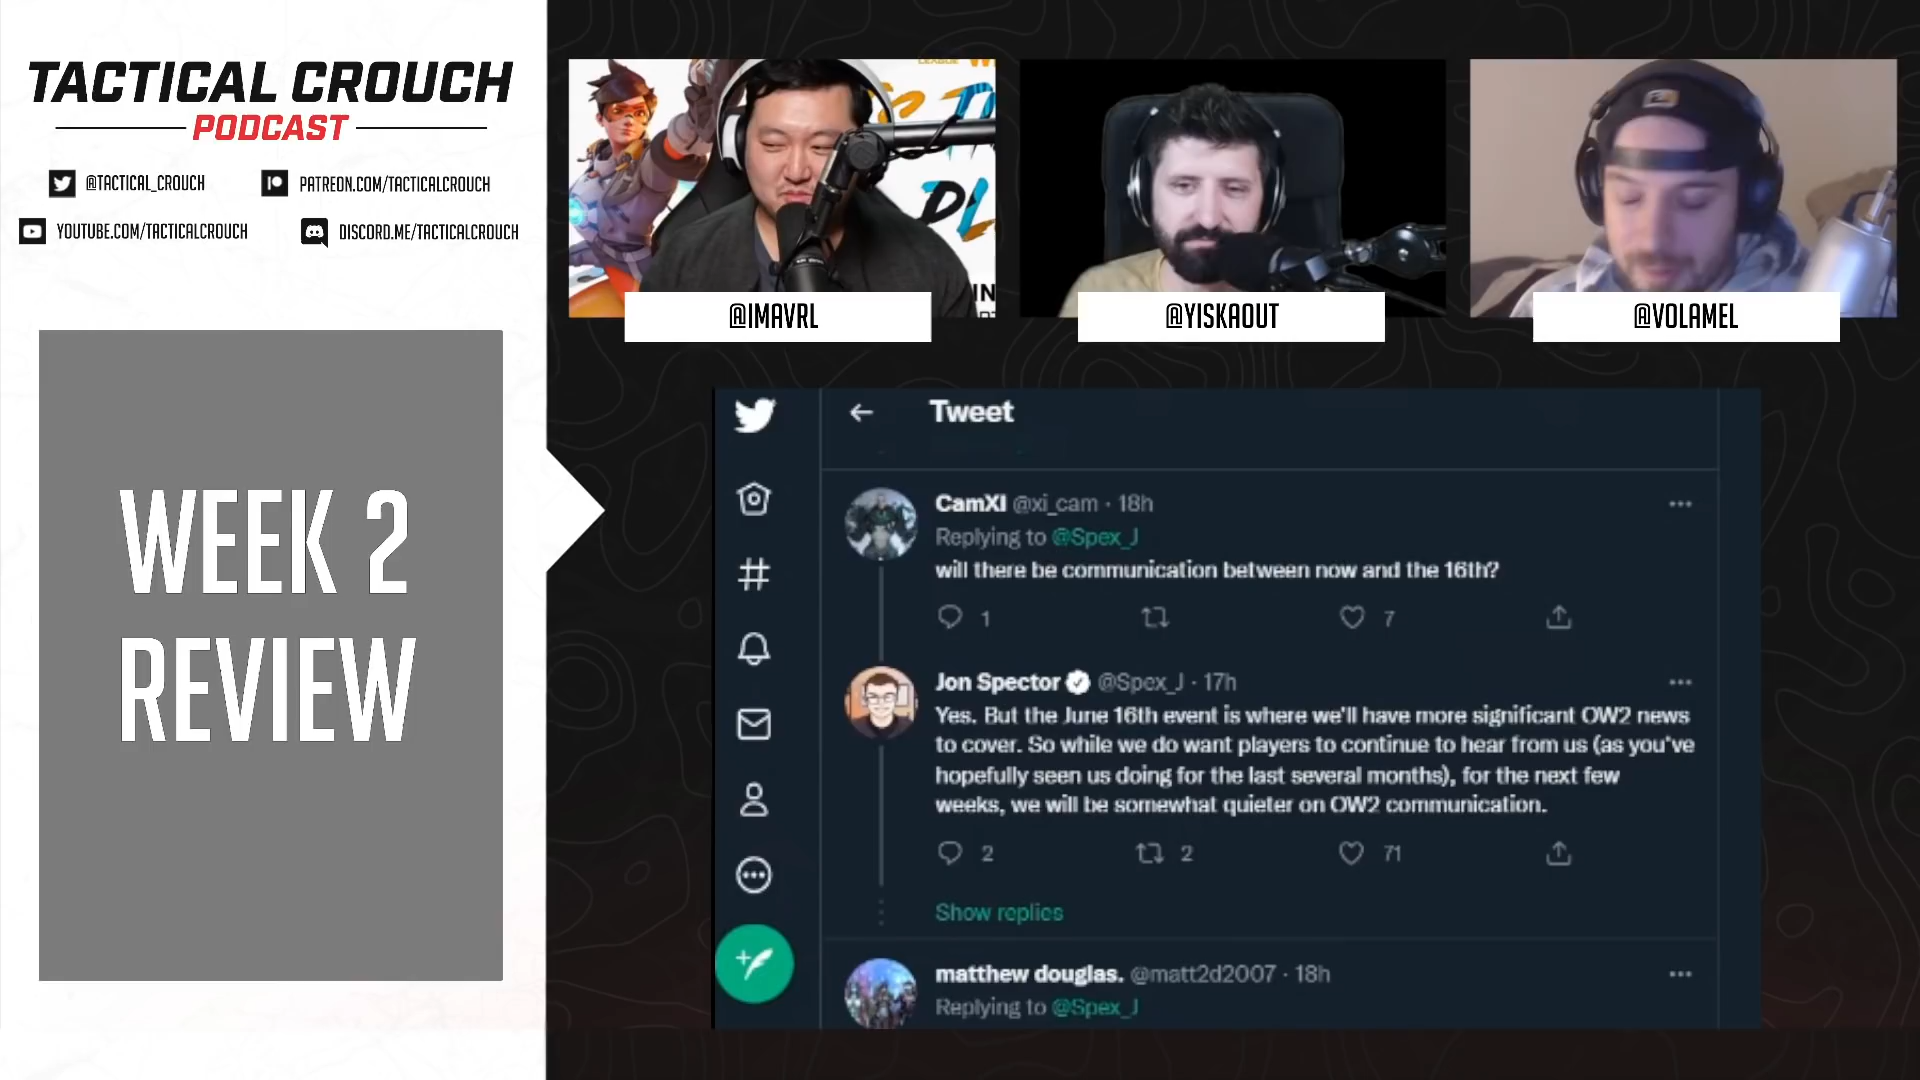 TACTICAL CROUCH
PODCAST
@TACTICAL_CROUCH
PATREON.COM/TACTICALCROUCH
YOUTUBE.COM/TACTICALCROUCH
DISCORD.ME/TACTICALCROUCH
WEEK 2
REVIEW
@IMAVRL
@YISKAOUT
@VOLAMEL
Tweet
CamXI @xi_cam · 18h
Replying to @Spex_J
will there be communication between now and the 16th?
1
7
Jon Spector @Spex_J · 17h
Yes. But the June 16th event is where we'll have more significant OW2 news
to cover. So while we do want players to continue to hear from us (as you've
hopefully seen us doing for the last several months), for the next few
weeks, we will be somewhat quieter on OW2 communication.
2
2
71
Show replies
matthew douglas. @matt2d2007 · 18h
Replying to @Spex_J